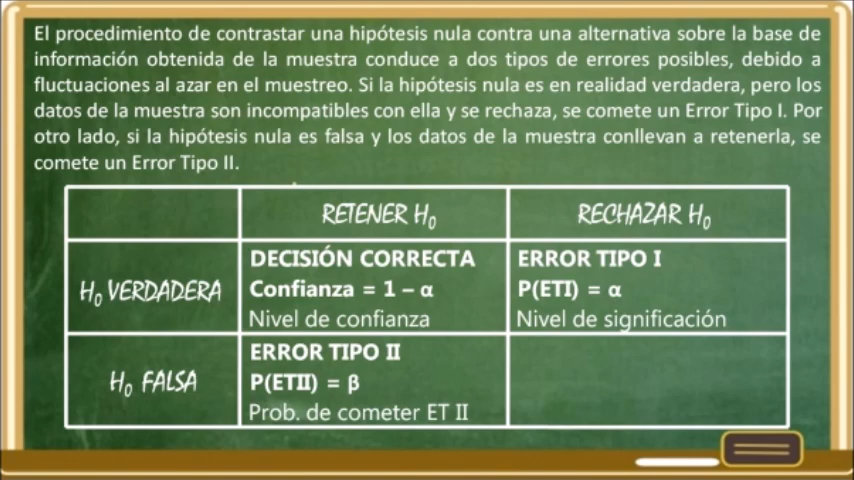 El procedimiento de contrastar una hipótesis nula contra una alternativa sobre la base de
información obtenida de la muestra conduce a dos tipos de errores posibles, debido a
fluctuaciones al azar en el muestreo. Si la hipótesis nula es en realidad verdadera, pero los
datos de la muestra son incompatibles con ella y se rechaza, se comete un Error Tipo I. Por
otro lado, si la hipótesis nula es falsa y los datos de la muestra conllevan a retenerla, se
comete un Error Tipo II.
RETENER H₀
RECHAZAR H₀
H₀ VERDADERA
DECISIÓN CORRECTA
Confianza = 1 – α
Nivel de confianza
ERROR TIPO I
P(ETI) = α
Nivel de significación
H₀ FALSA
ERROR TIPO II
P(ETII) = β
Prob. de cometer ET II